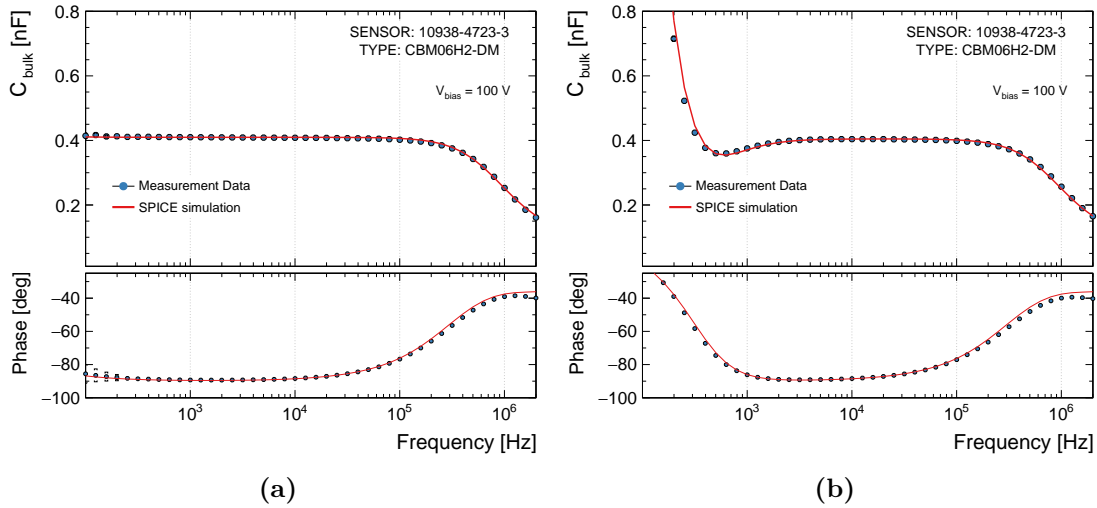 C_bulk [nF]
0.8
0.6
0.4
0.2
SENSOR: 10938-4723-3
TYPE: CBM06H2-DM
V_bias = 100 V
Measurement Data
SPICE simulation
Phase [deg]
−40
−60
−80
−100
10^3 10^4 10^5 10^6
Frequency [Hz]
(a)
C_bulk [nF]
0.8
0.6
0.4
0.2
SENSOR: 10938-4723-3
TYPE: CBM06H2-DM
V_bias = 100 V
Measurement Data
SPICE simulation
Phase [deg]
−40
−60
−80
−100
10^3 10^4 10^5 10^6
Frequency [Hz]
(b)